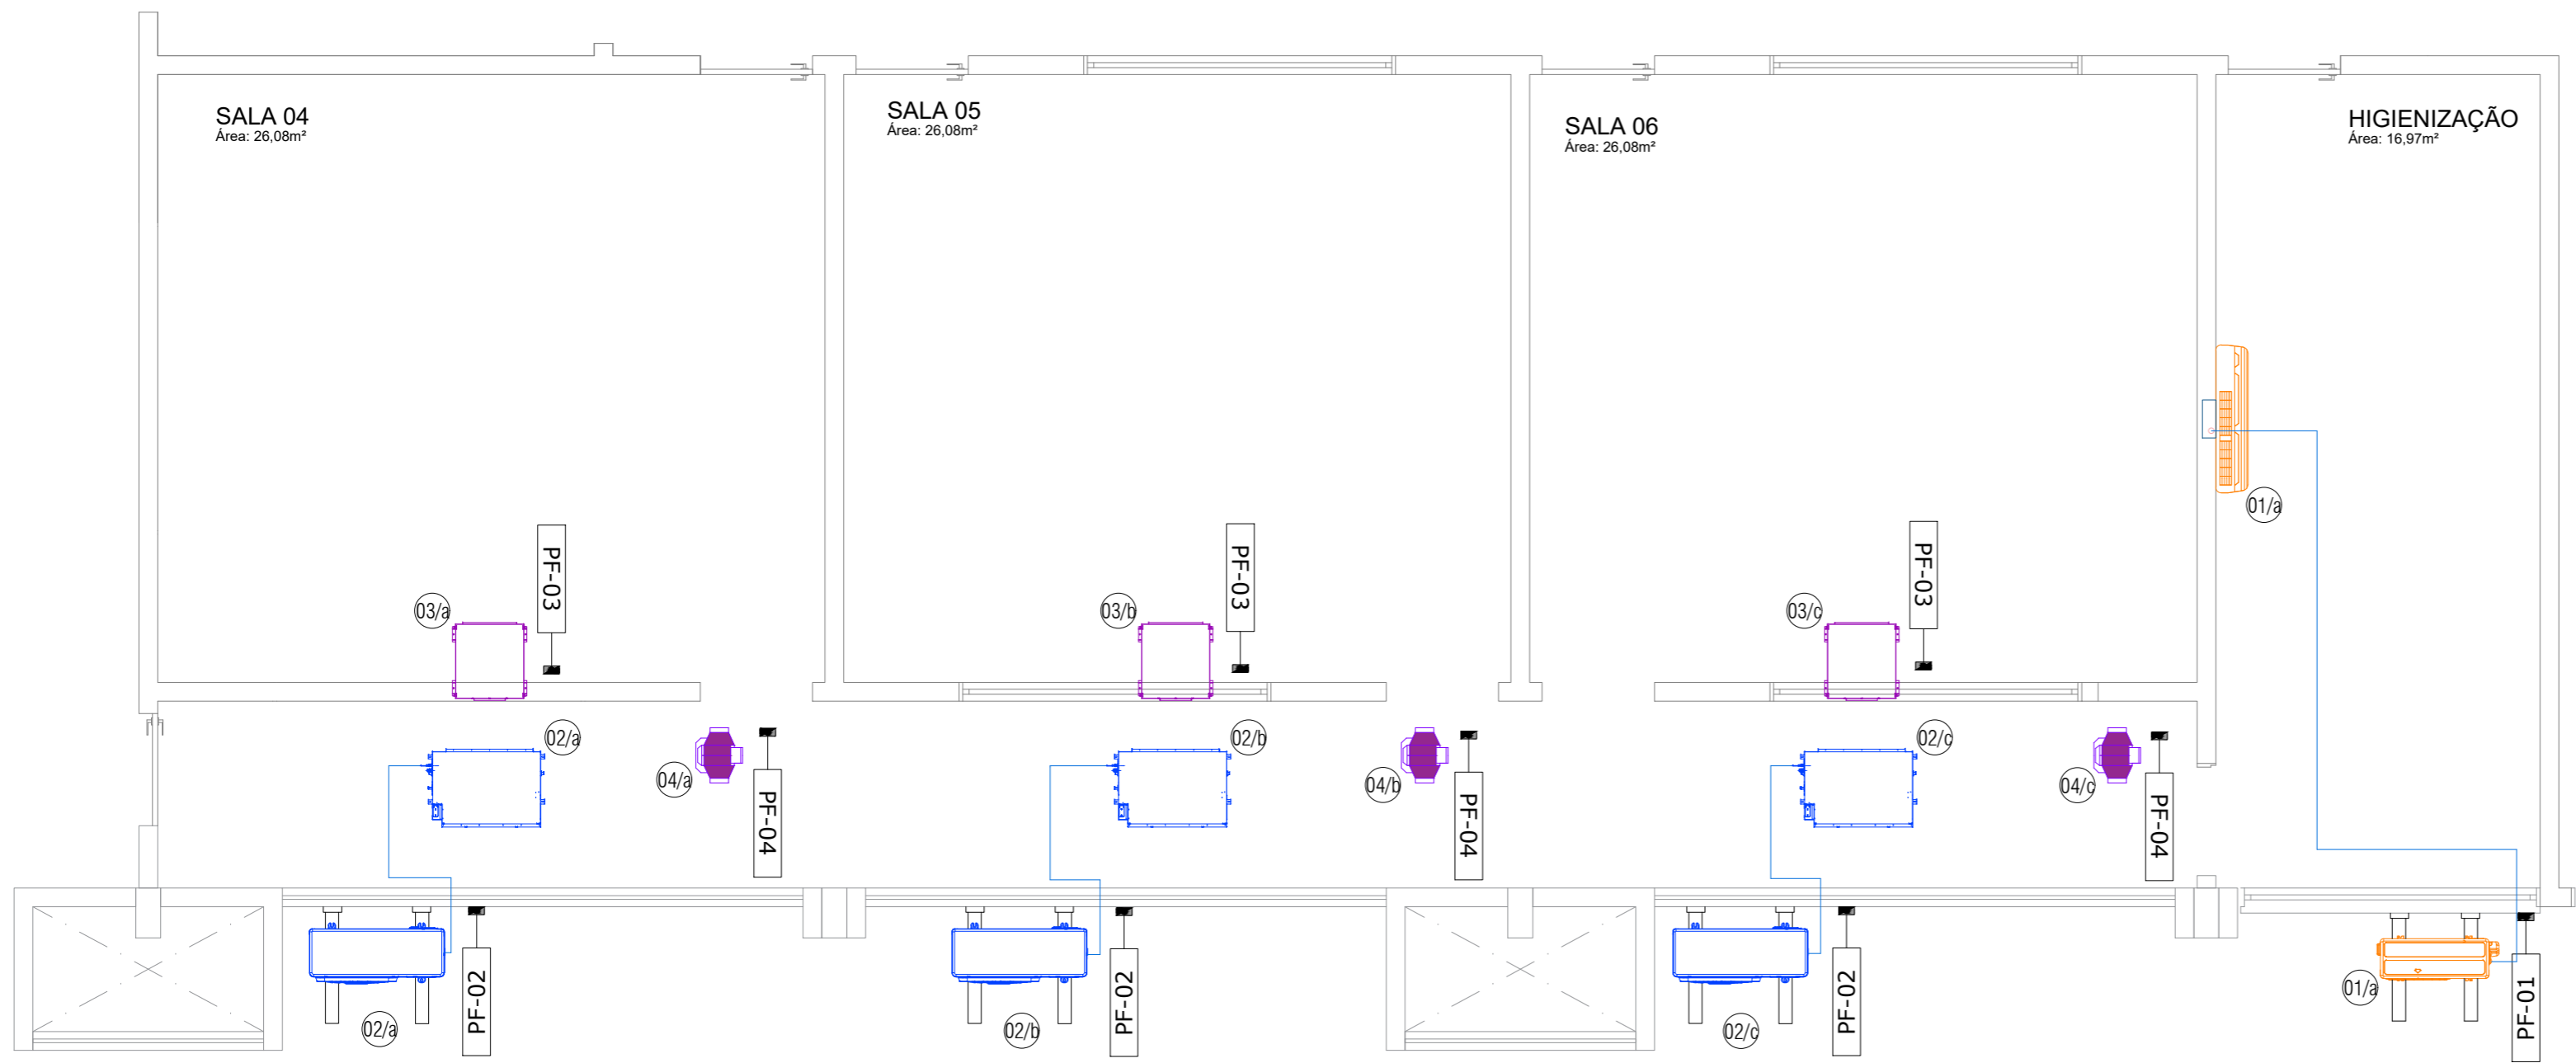 SALA 04
Área: 26,08m²
SALA 05
Área: 26,08m²
SALA 06
Área: 26,08m²
HIGIENIZAÇÃO
Área: 16,97m²
01/a
PF-03
PF-03
PF-03
03/a
03/b
03/c
02/a
02/b
02/c
04/a
04/b
04/c
PF-04
PF-04
PF-04
PF-02
PF-02
PF-02
PF-01
02/a
02/b
02/c
01/a